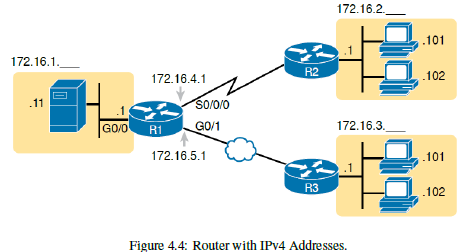 172.16.2.___
.101
.1
.102
R2
172.16.1.___
.11
.1
G0/0
R1
172.16.4.1
S0/0/0
G0/1
172.16.5.1
172.16.3.___
.101
.1
.102
R3
Figure 4.4: Router with IPv4 Addresses.